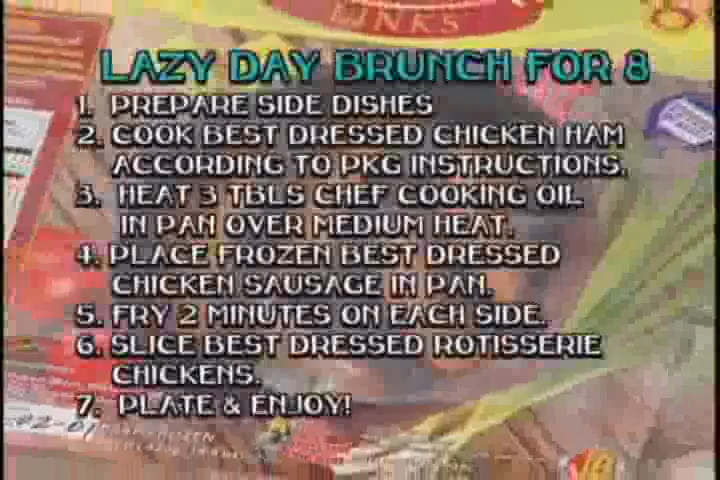 LINKS
LAZY DAY BRUNCH FOR 8
1. PREPARE SIDE DISHES
2. COOK BEST DRESSED CHICKEN HAM
ACCORDING TO PKG INSTRUCTIONS.
3. HEAT 3 TBLS CHEF COOKING OIL
IN PAN OVER MEDIUM HEAT.
4. PLACE FROZEN BEST DRESSED
CHICKEN SAUSAGE IN PAN.
5. FRY 2 MINUTES ON EACH SIDE.
6. SLICE BEST DRESSED ROTISSERIE
CHICKENS.
7. PLATE & ENJOY!